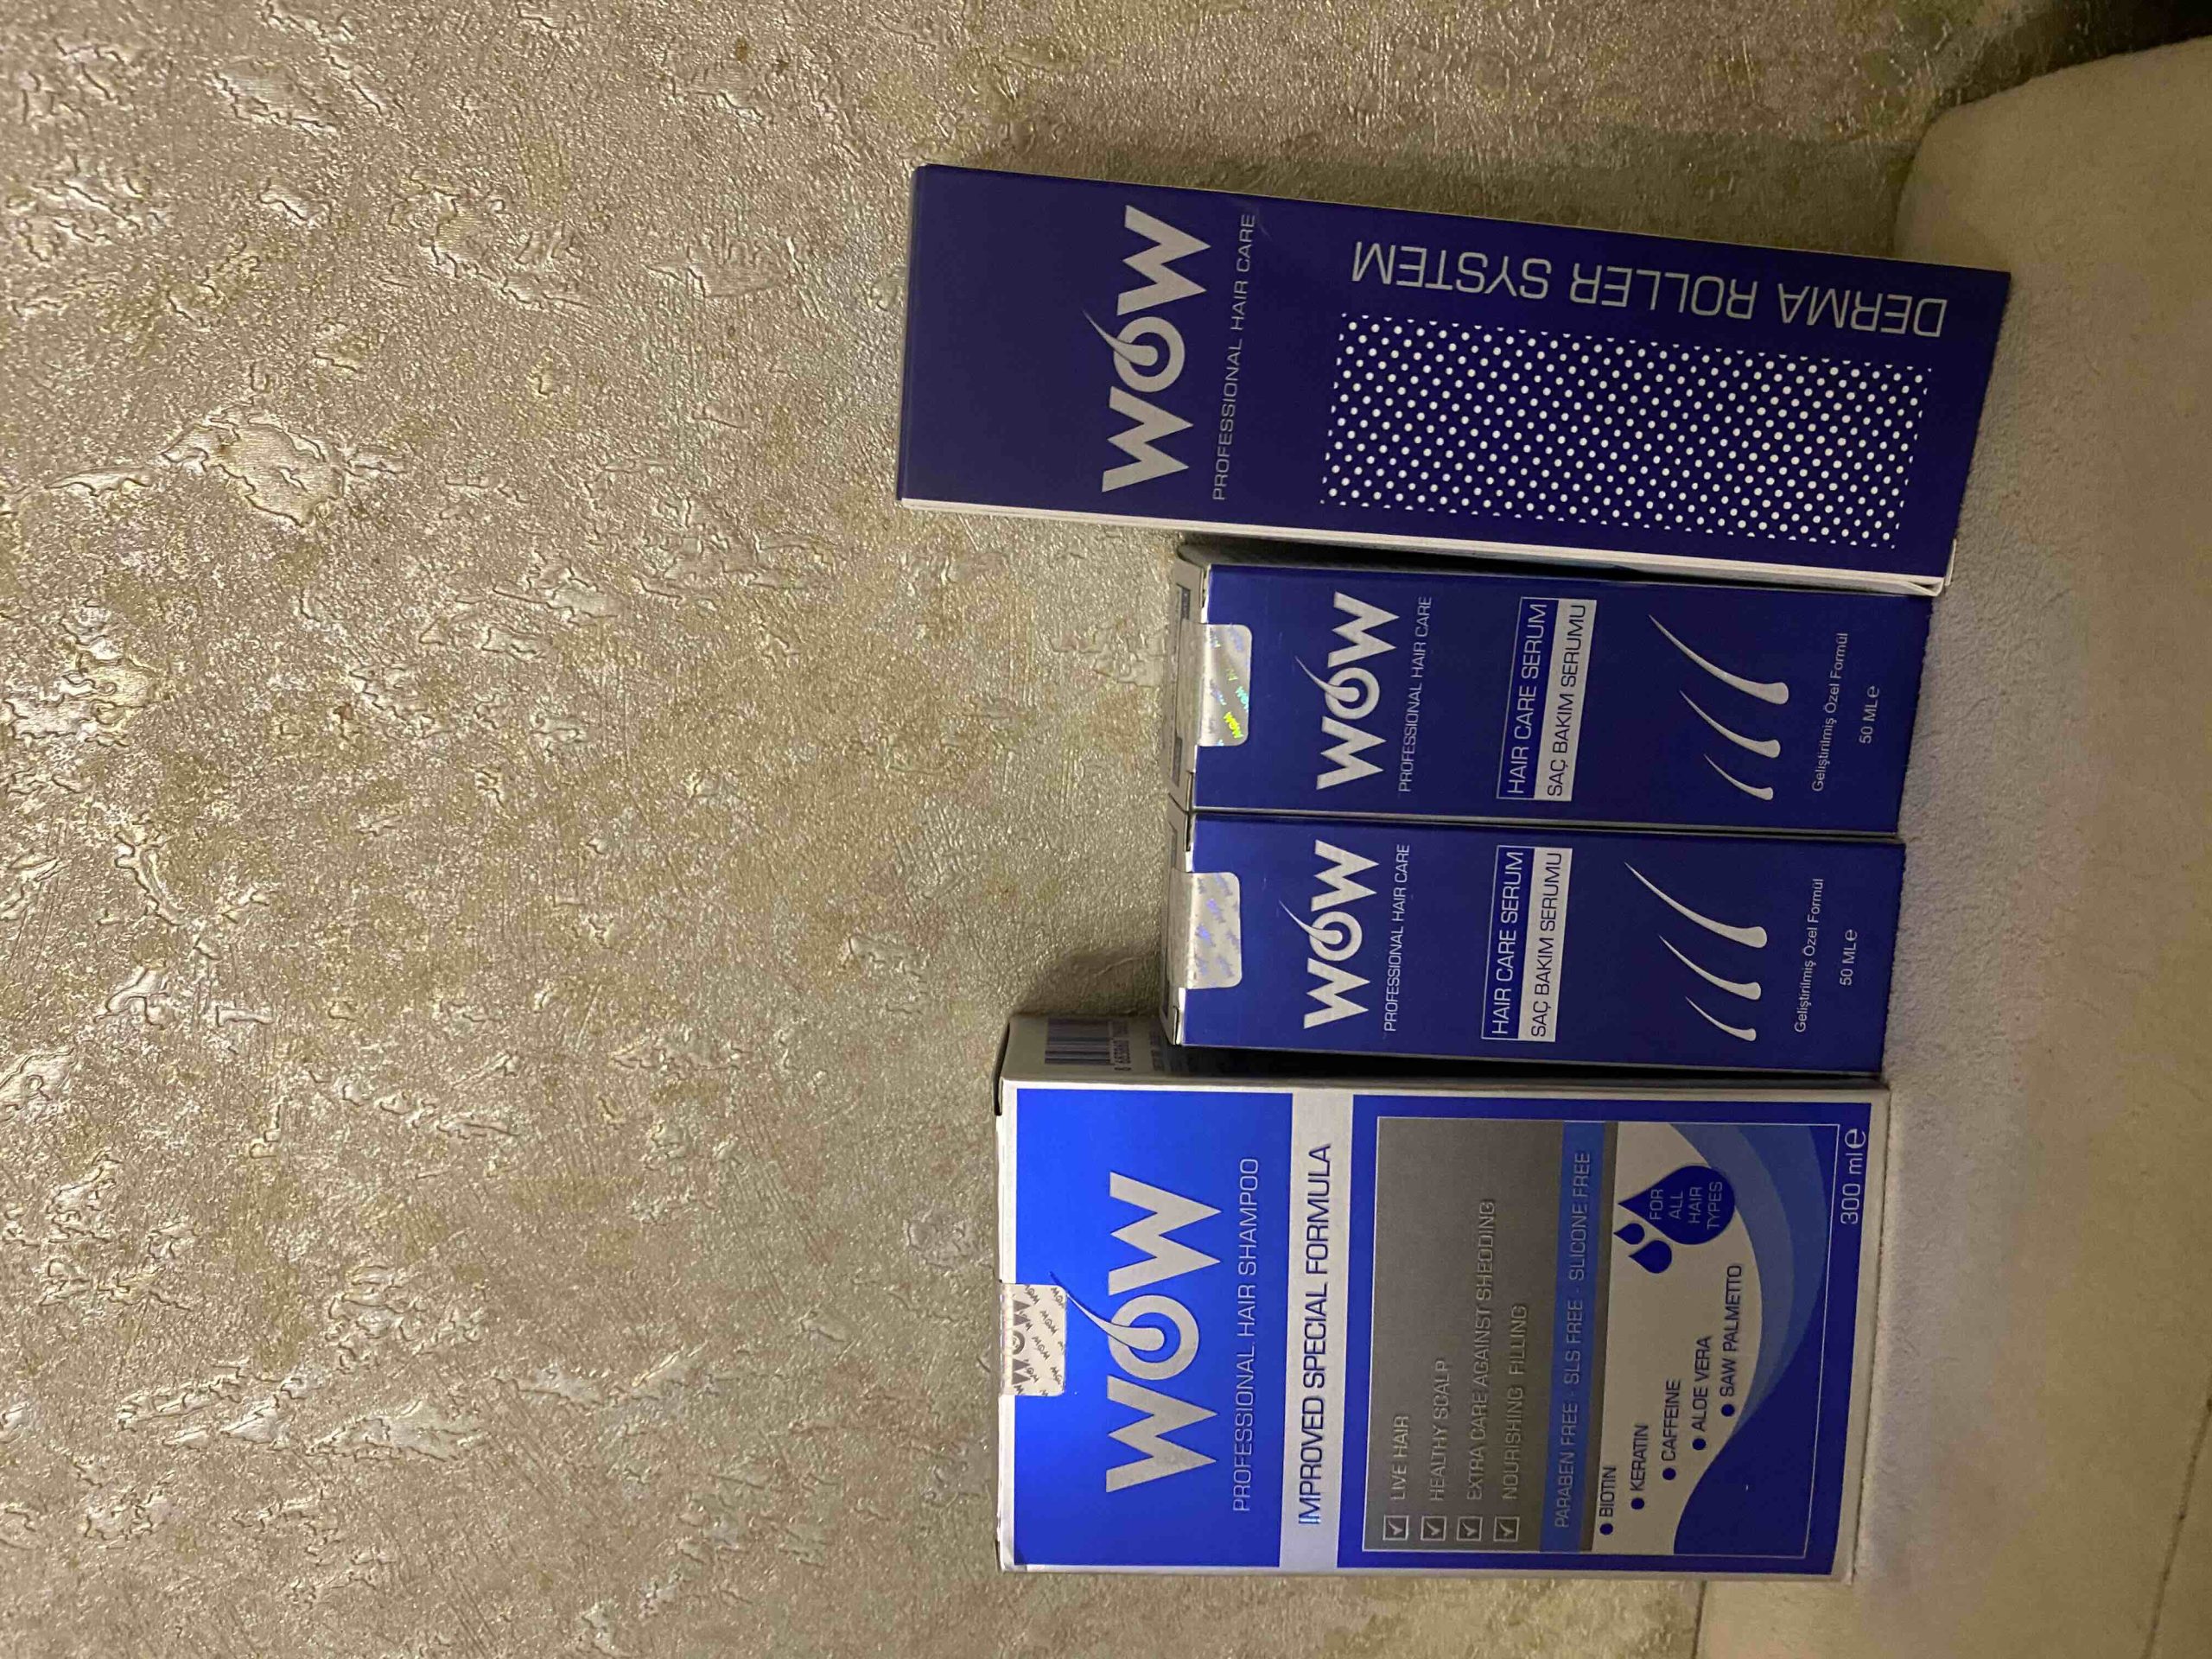 WOW
PROFESSIONAL HAIR SHAMPOO
IMPROVED SPECIAL FORMULA
LIVE HAIR
HEALTHY SCALP
EXTRA CARE AGAINST SHEDDING
NOURISHING FILLING
PARABEN FREE - SLS FREE - SLICONE FREE
BIOTIN
KERATIN
CAFFEINE
ALOE VERA
SAW PALMETTO
FOR
ALL
HAIR
TYPES
300 ml e
WOW
PROFESSIONAL HAIR CARE
HAIR CARE SERUM
SAÇ BAKIM SERUMU
Geliştirilmiş Özel Formül
50 MLe
WOW
PROFESSIONAL HAIR CARE
HAIR CARE SERUM
SAÇ BAKIM SERUMU
Geliştirilmiş Özel Formül
50 MLe
WOW
PROFESSIONAL HAIR CARE
DERMA ROLLER SYSTEM